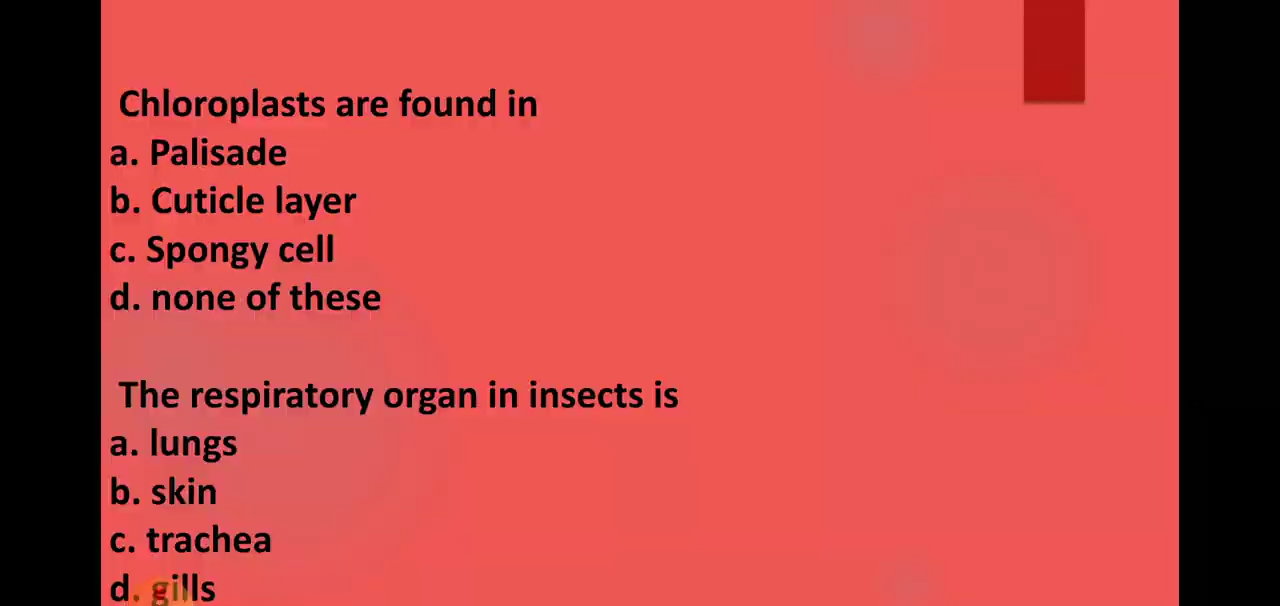 Chloroplasts are found in
a. Palisade
b. Cuticle layer
c. Spongy cell
d. none of these
The respiratory organ in insects is
a. lungs
b. skin
c. trachea
d. gills